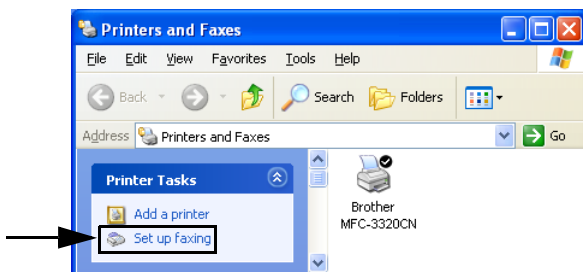 Printers and Faxes
File Edit View Favorites Tools Help
Back Search Folders
Address Printers and Faxes Go
Printer Tasks
Add a printer
Set up faxing
Brother
MFC-3320CN